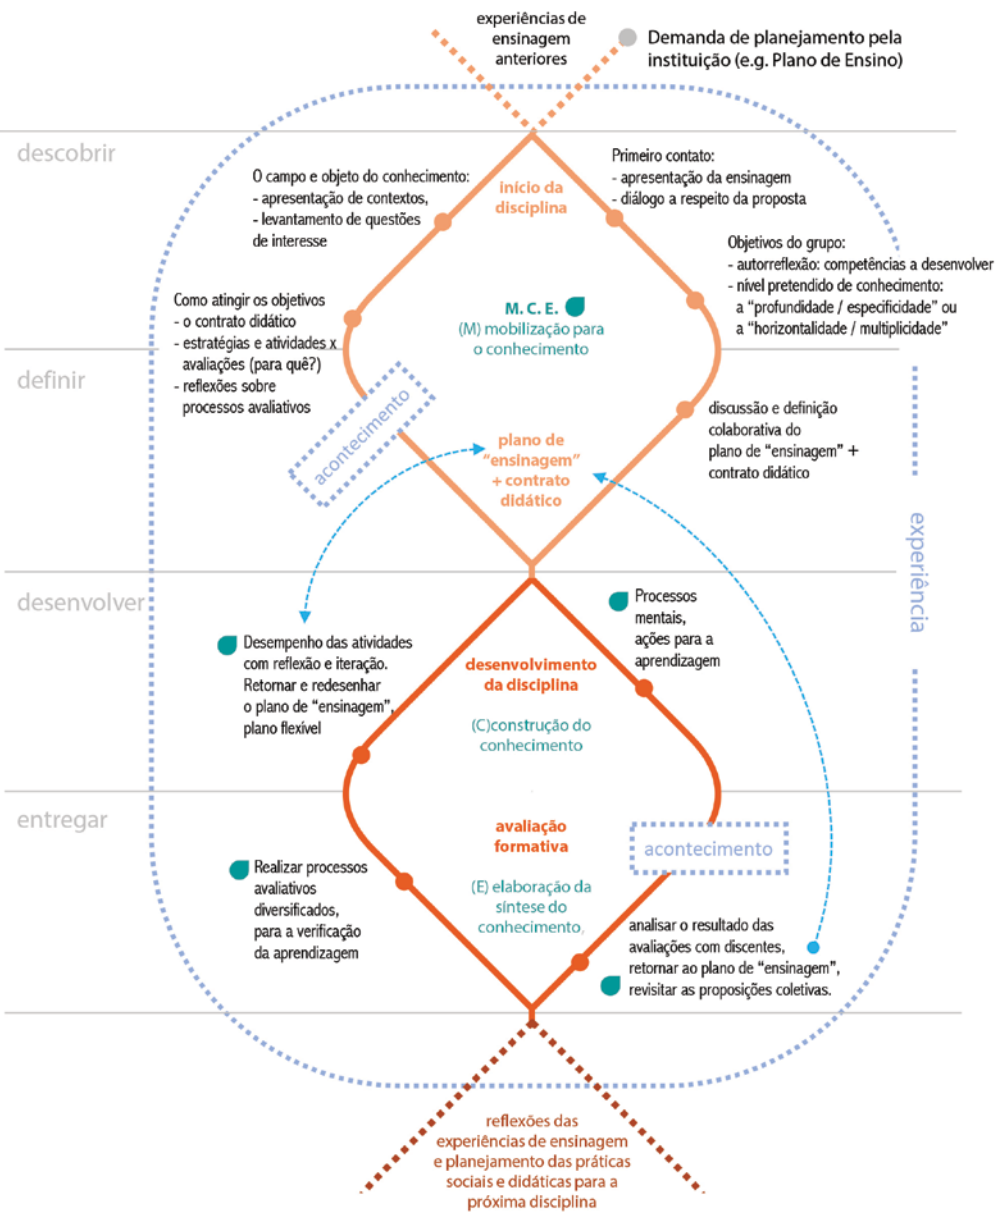 experiências de
ensinagem
anteriores
Demanda de planejamento pela
instituição (e.g. Plano de Ensino)
descobrir
O campo e objeto do conhecimento:
- apresentação de contextos,
- levantamento de questões
de interesse
início da
disciplina
Primeiro contato:
- apresentação da ensinagem
- diálogo a respeito da proposta
Objetivos do grupo:
- autorreflexão: competências a desenvolver
- nível pretendido de conhecimento:
a “profundidade / especificidade” ou
a “horizontalidade / multiplicidade”
Como atingir os objetivos
- o contrato didático
- estratégias e atividades x
avaliações (para quê?)
- reflexões sobre
processos avaliativos
M. C. E.
(M) mobilização para
o conhecimento
definir
acontecimento
plano de
“ensinagem”
+ contrato
didático
discussão e definição
colaborativa do
plano de “ensinagem” +
contrato didático
experiência
desenvolver
Desempenho das atividades
com reflexão e iteração.
Retornar e redesenhar
o plano de “ensinagem”,
plano flexível
desenvolvimento
da disciplina
(C)construção do
conhecimento
Processos
mentais,
ações para a
aprendizagem
entregar
avaliação
formativa
acontecimento
Realizar processos
avaliativos
diversificados,
para a verificação
da aprendizagem
(E) elaboração da
síntese do
conhecimento,
analisar o resultado das
avaliações com discentes,
retornar ao plano de “ensinagem”,
revisitar as proposições coletivas.
reflexões das
experiências de ensinagem
e planejamento das práticas
sociais e didáticas para a
próxima disciplina